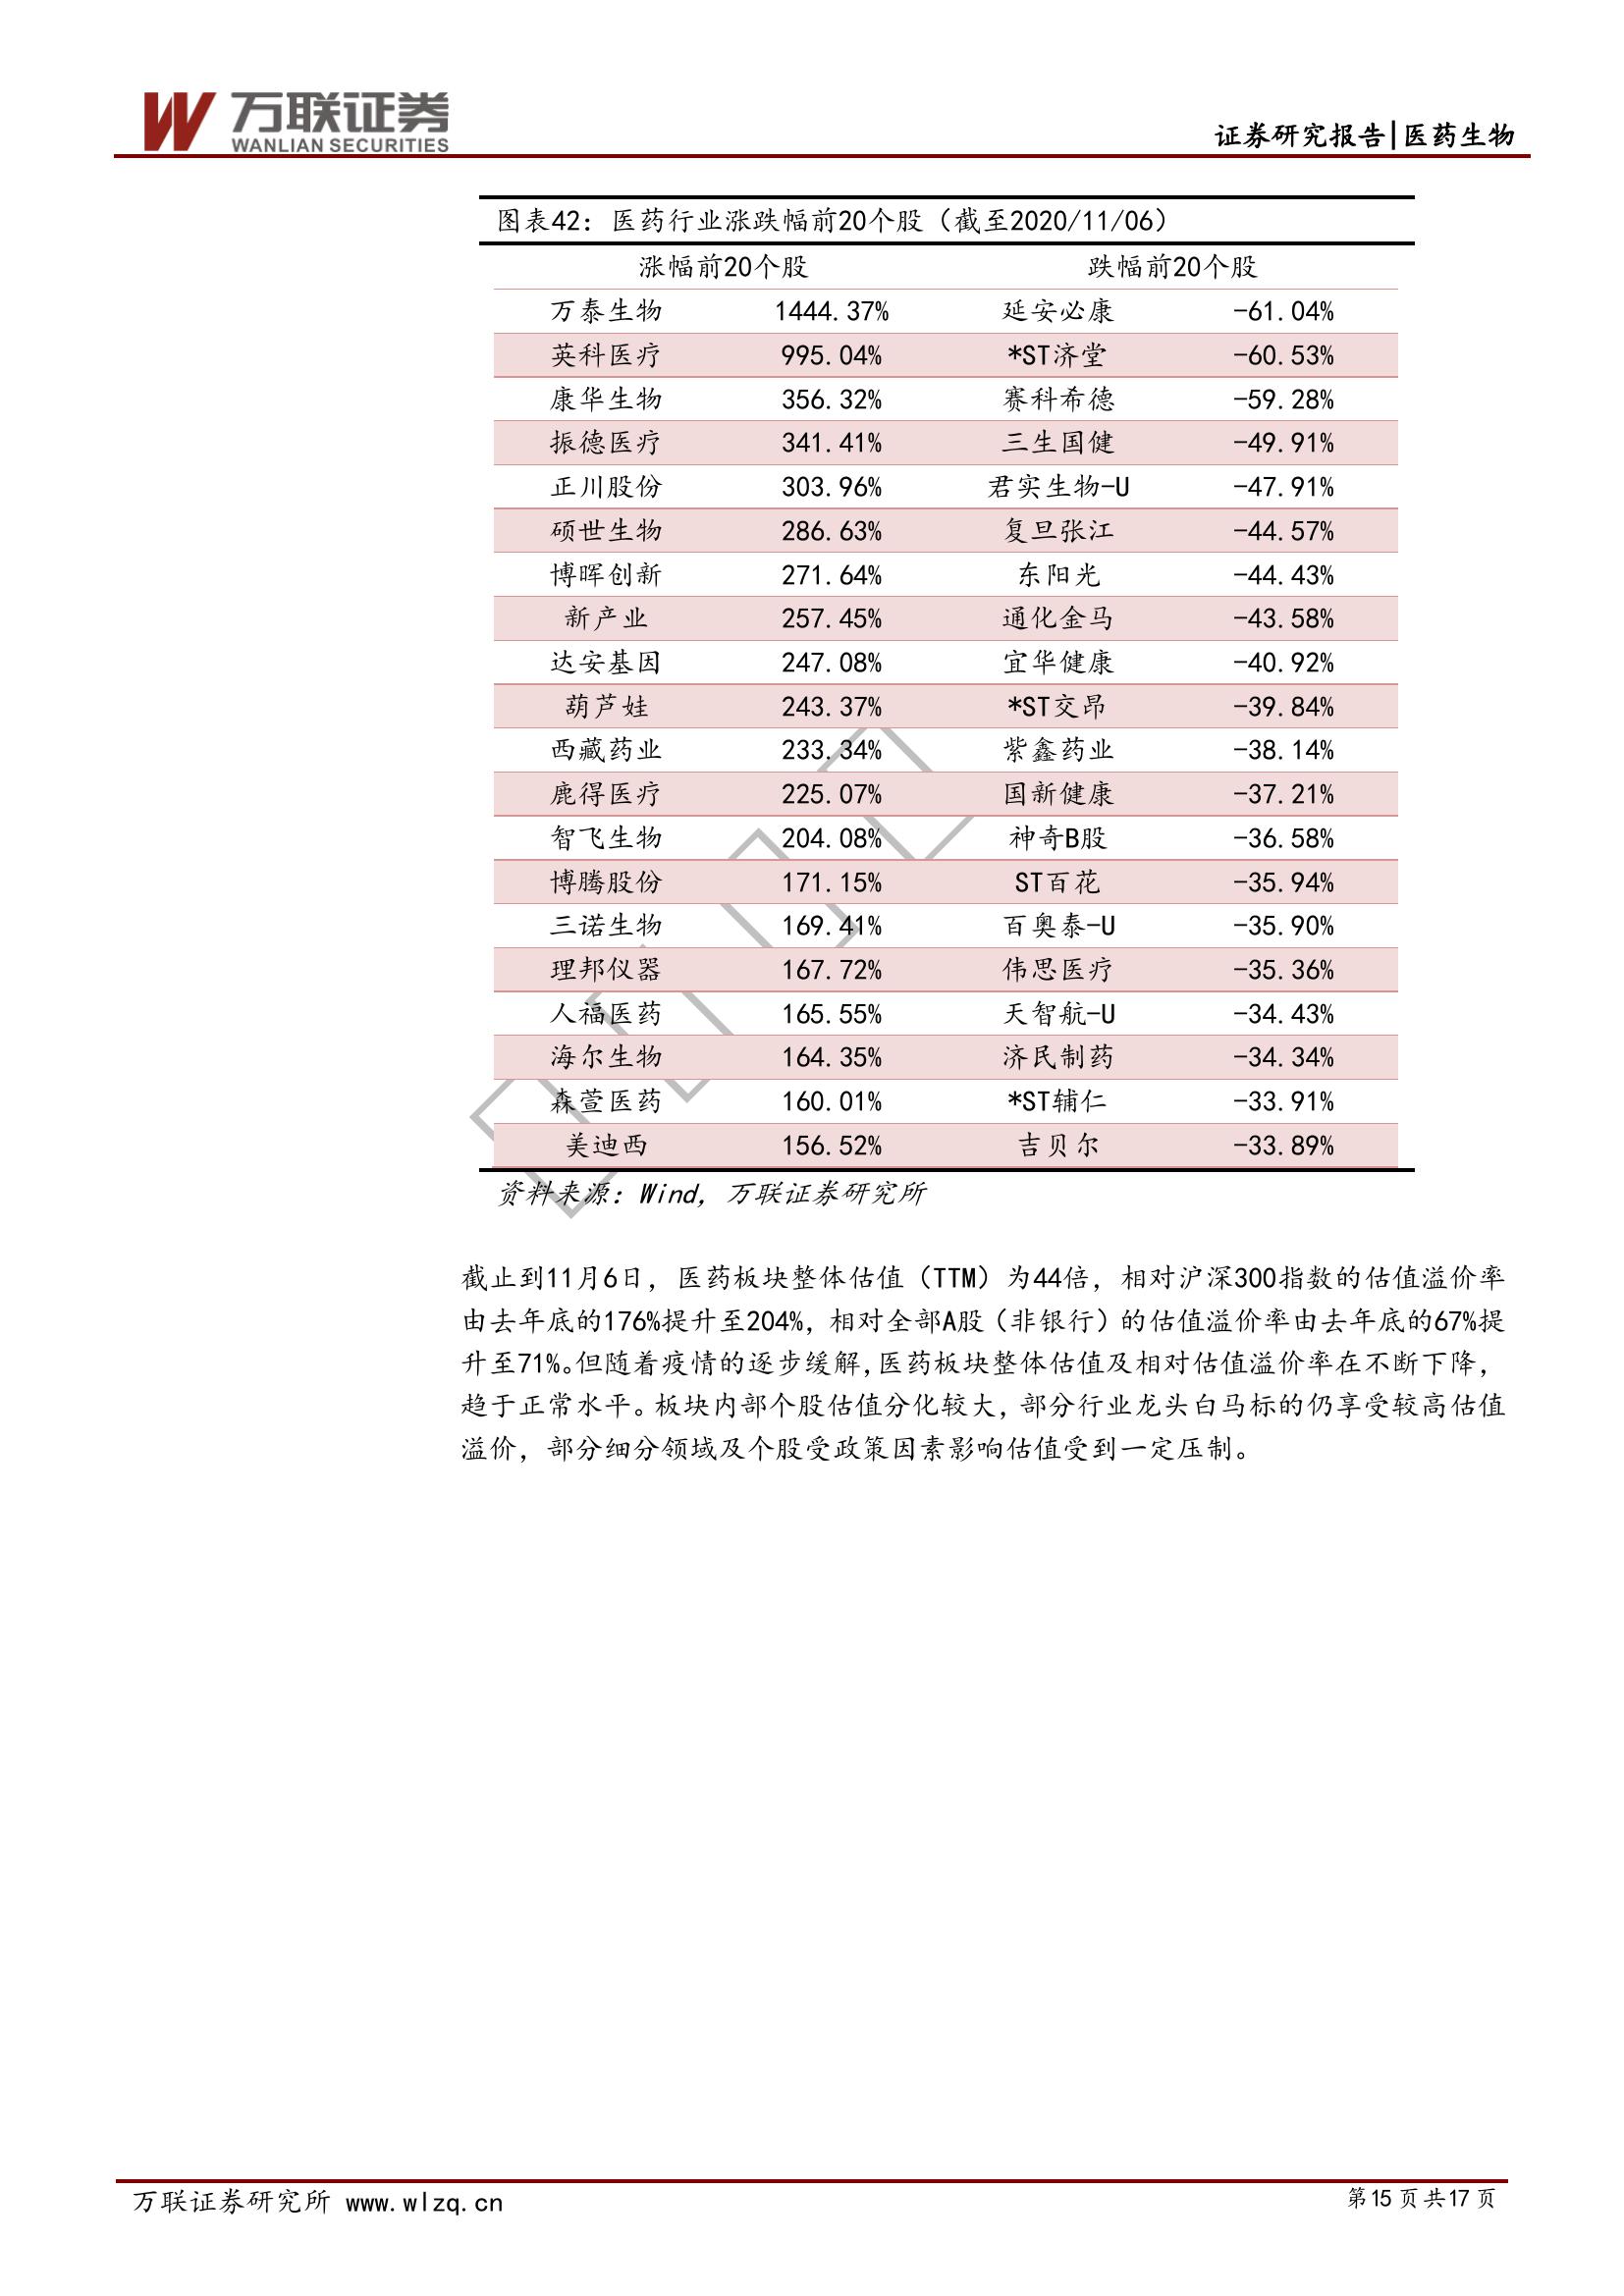 万联证券
WANLIAN SECURITIES
证券研究报告|医药生物
图表42：医药行业涨跌幅前20个股（截至2020/11/06）
涨幅前20个股 跌幅前20个股
万泰生物 1444.37% 延安必康 -61.04%
英科医疗 995.04% *ST济堂 -60.53%
康华生物 356.32% 赛科希德 -59.28%
振德医疗 341.41% 三生国健 -49.91%
正川股份 303.96% 君实生物-U -47.91%
硕世生物 286.63% 复旦张江 -44.57%
博晖创新 271.64% 东阳光 -44.43%
新产业 257.45% 通化金马 -43.58%
达安基因 247.08% 宜华健康 -40.92%
葫芦娃 243.37% *ST交昂 -39.84%
西藏药业 233.34% 紫鑫药业 -38.14%
鹿得医疗 225.07% 国新健康 -37.21%
智飞生物 204.08% 神奇B股 -36.58%
博腾股份 171.15% ST百花 -35.94%
三诺生物 169.41% 百奥泰-U -35.90%
理邦仪器 167.72% 伟思医疗 -35.36%
人福医药 165.55% 天智航-U -34.43%
海尔生物 164.35% 济民制药 -34.34%
森萱医药 160.01% *ST辅仁 -33.91%
美迪西 156.52% 吉贝尔 -33.89%
资料来源：Wind，万联证券研究所
截止到11月6日，医药板块整体估值（TTM）为44倍，相对沪深300指数的估值溢价率
由去年底的176%提升至204%，相对全部A股（非银行）的估值溢价率由去年底的67%提
升至71%。但随着疫情的逐步缓解，医药板块整体估值及相对估值溢价率在不断下降，
趋于正常水平。板块内部个股估值分化较大，部分行业龙头白马标的仍享受较高估值
溢价，部分细分领域及个股受政策因素影响估值受到一定压制。
万联证券研究所 www.wlzq.cn 第15页共17页